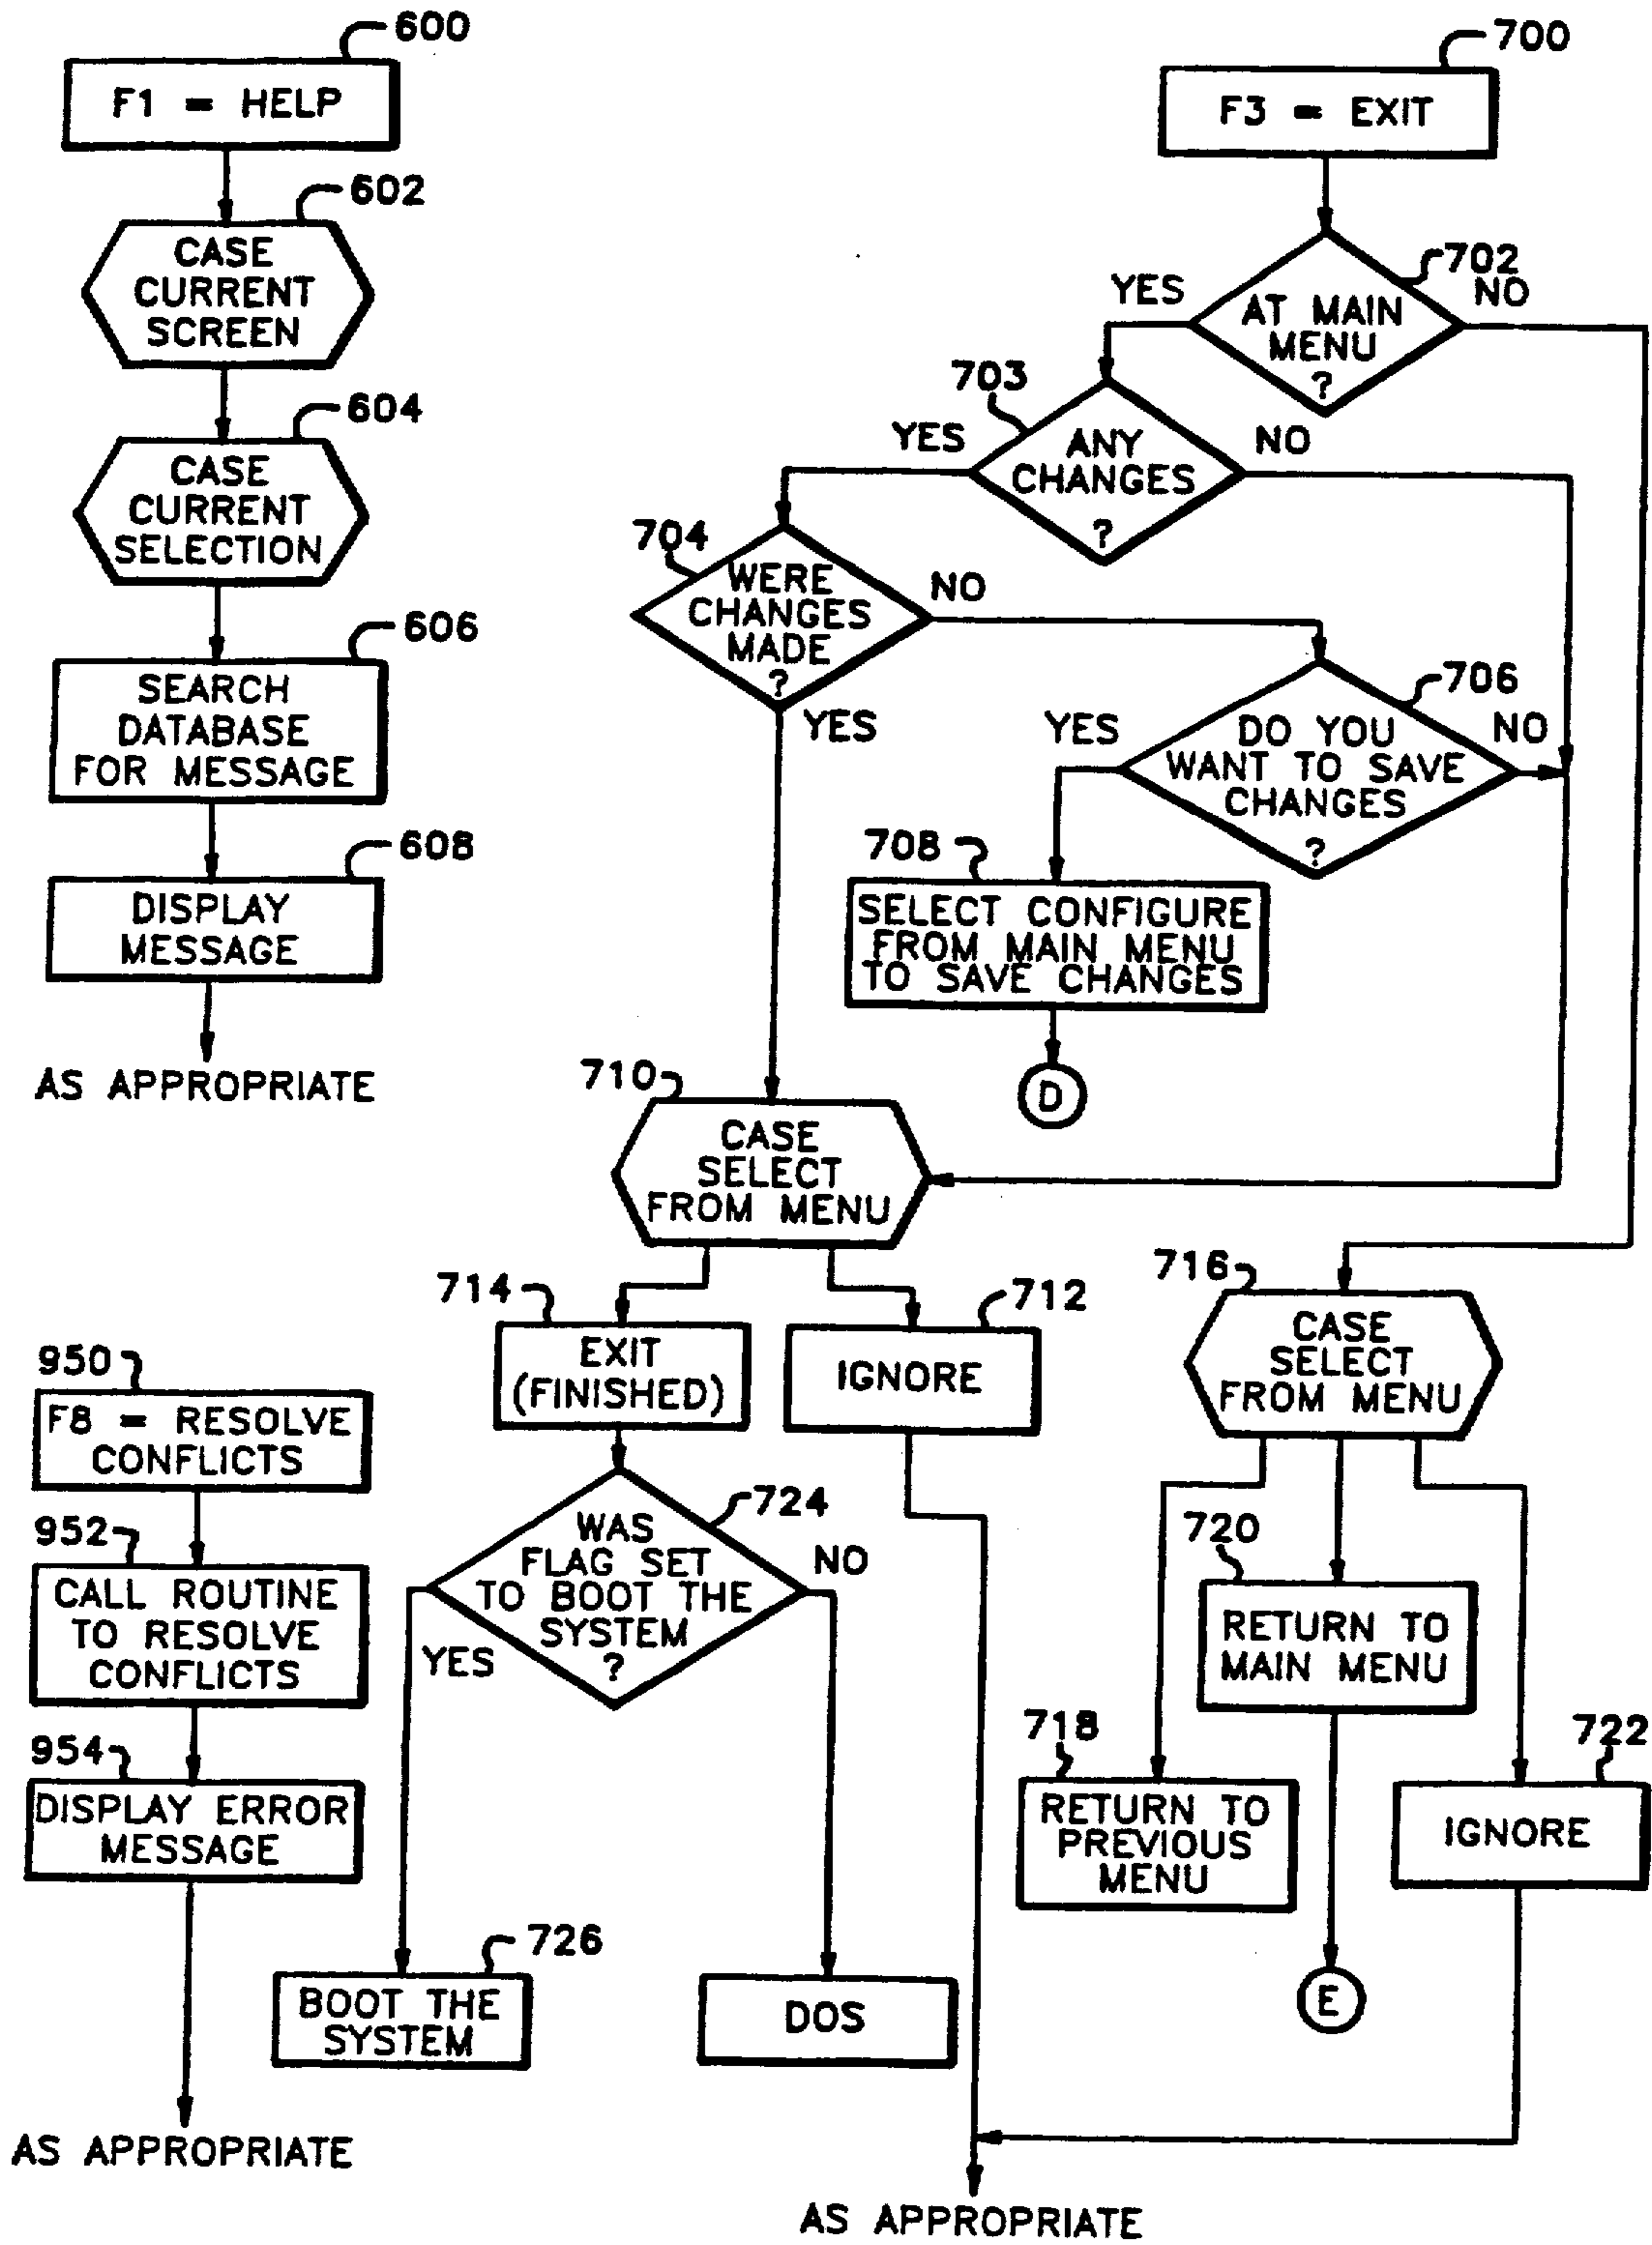 600
F1 = HELP
602
CASE
CURRENT
SCREEN
604
CASE
CURRENT
SELECTION
606
SEARCH
DATABASE
FOR MESSAGE
608
DISPLAY
MESSAGE
AS APPROPRIATE
700
F3 = EXIT
702
YES
NO
AT MAIN
MENU
?
703
YES
NO
ANY
CHANGES
?
704
WERE
CHANGES
MADE
?
NO
YES
706
YES
NO
DO YOU
WANT TO SAVE
CHANGES
?
708
SELECT CONFIGURE
FROM MAIN MENU
TO SAVE CHANGES
D
710
CASE
SELECT
FROM MENU
714
EXIT
(FINISHED)
712
IGNORE
716
CASE
SELECT
FROM MENU
724
WAS
FLAG SET
TO BOOT THE
SYSTEM
?
NO
YES
720
RETURN TO
MAIN MENU
718
RETURN TO
PREVIOUS
MENU
722
IGNORE
E
726
BOOT THE
SYSTEM
DOS
AS APPROPRIATE
950
F8 = RESOLVE
CONFLICTS
952
CALL ROUTINE
TO RESOLVE
CONFLICTS
954
DISPLAY ERROR
MESSAGE
AS APPROPRIATE